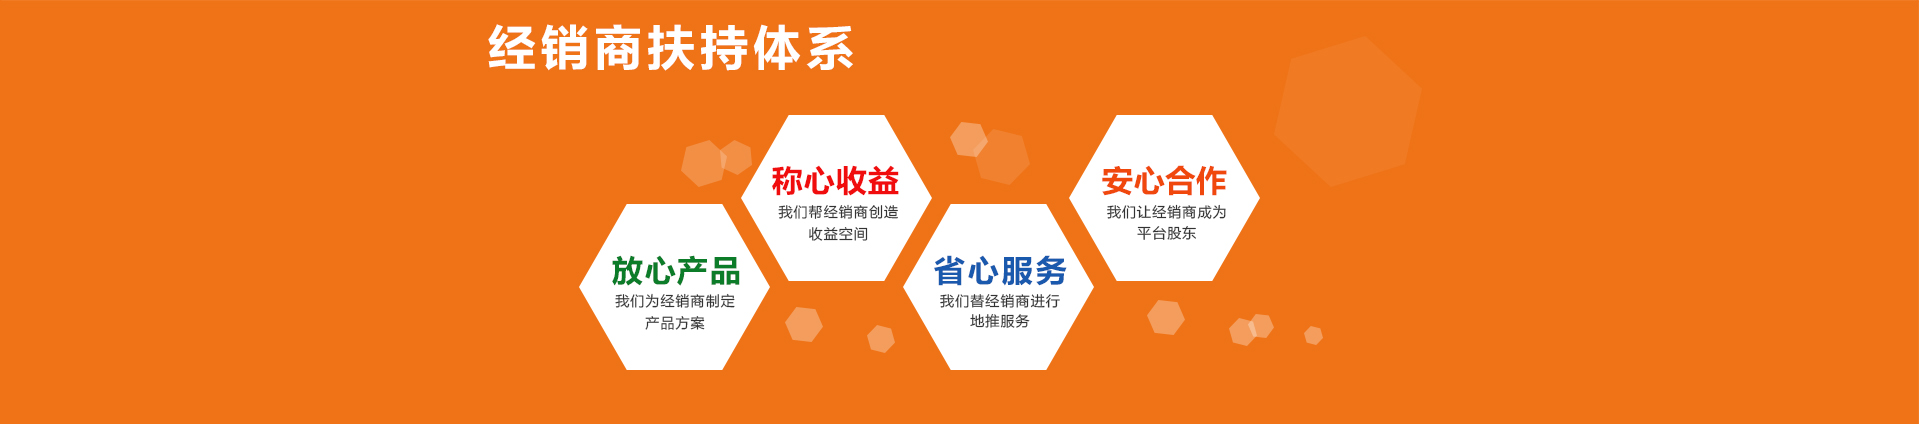 经销商扶持体系
放心产品
我们为经销商制定
产品方案
称心收益
我们帮经销商创造
收益空间
省心服务
我们替经销商进行
地推服务
安心合作
我们让经销商成为
平台股东